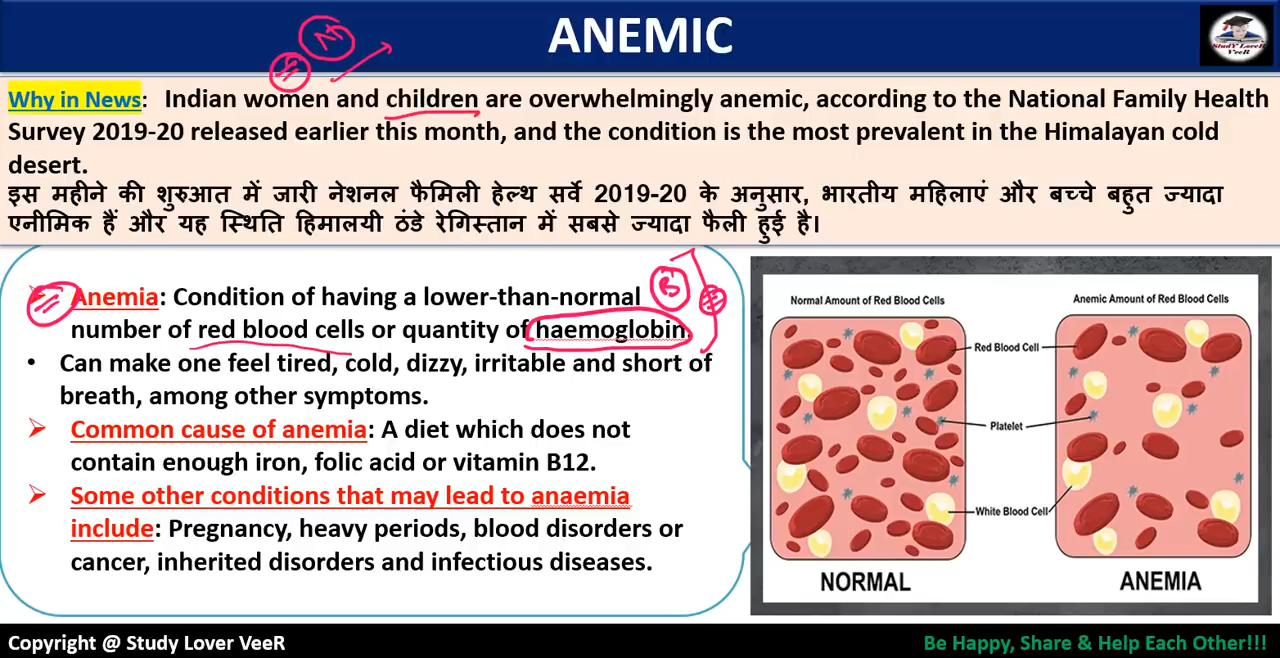 ANEMIC
StudY LoveR
VeeR
Why in News: Indian women and children are overwhelmingly anemic, according to the National Family Health
Survey 2019-20 released earlier this month, and the condition is the most prevalent in the Himalayan cold
desert.
इस महीने की शुरुआत में जारी नेशनल फैमिली हेल्थ सर्वे 2019-20 के अनुसार, भारतीय महिलाएं और बच्चे बहुत ज्यादा
एनीमिक हैं और यह स्थिति हिमालयी ठंडे रेगिस्तान में सबसे ज्यादा फैली हुई है।
Anemia: Condition of having a lower-than-normal
number of red blood cells or quantity of haemoglobin.
• Can make one feel tired, cold, dizzy, irritable and short of
breath, among other symptoms.
Common cause of anemia: A diet which does not
contain enough iron, folic acid or vitamin B12.
Some other conditions that may lead to anaemia
include: Pregnancy, heavy periods, blood disorders or
cancer, inherited disorders and infectious diseases.
Normal Amount of Red Blood Cells
Anemic Amount of Red Blood Cells
Red Blood Cell
Platelet
White Blood Cell
NORMAL
ANEMIA
Copyright @ Study Lover VeeR
Be Happy, Share & Help Each Other!!!